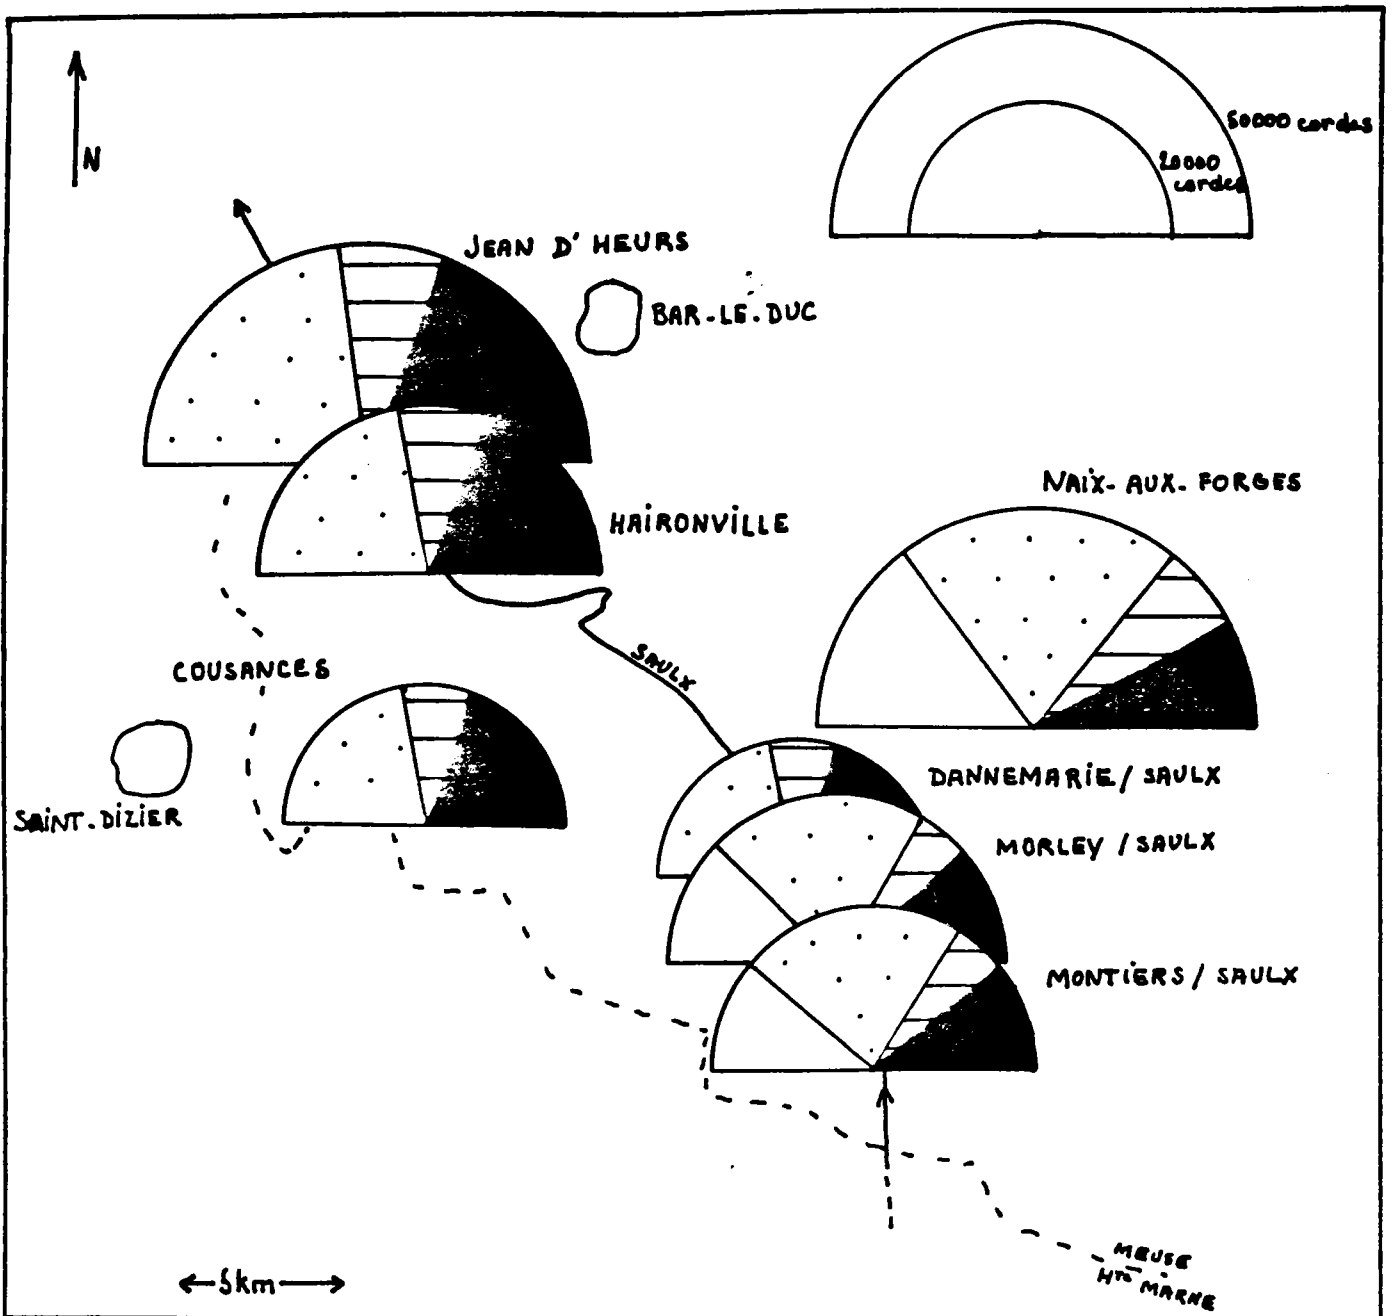 50000 cordes
20000
cordes
N
JEAN D'HEURS
BAR-LE-DUC
NAIX-AUX-FORGES
HAIRONVILLE
SAULX
COUSANCES
DANNEMARIE / SAULX
SAINT-DIZIER
MORLEY / SAULX
MONTIERS / SAULX
MEUSE
Hte MARNE
5km